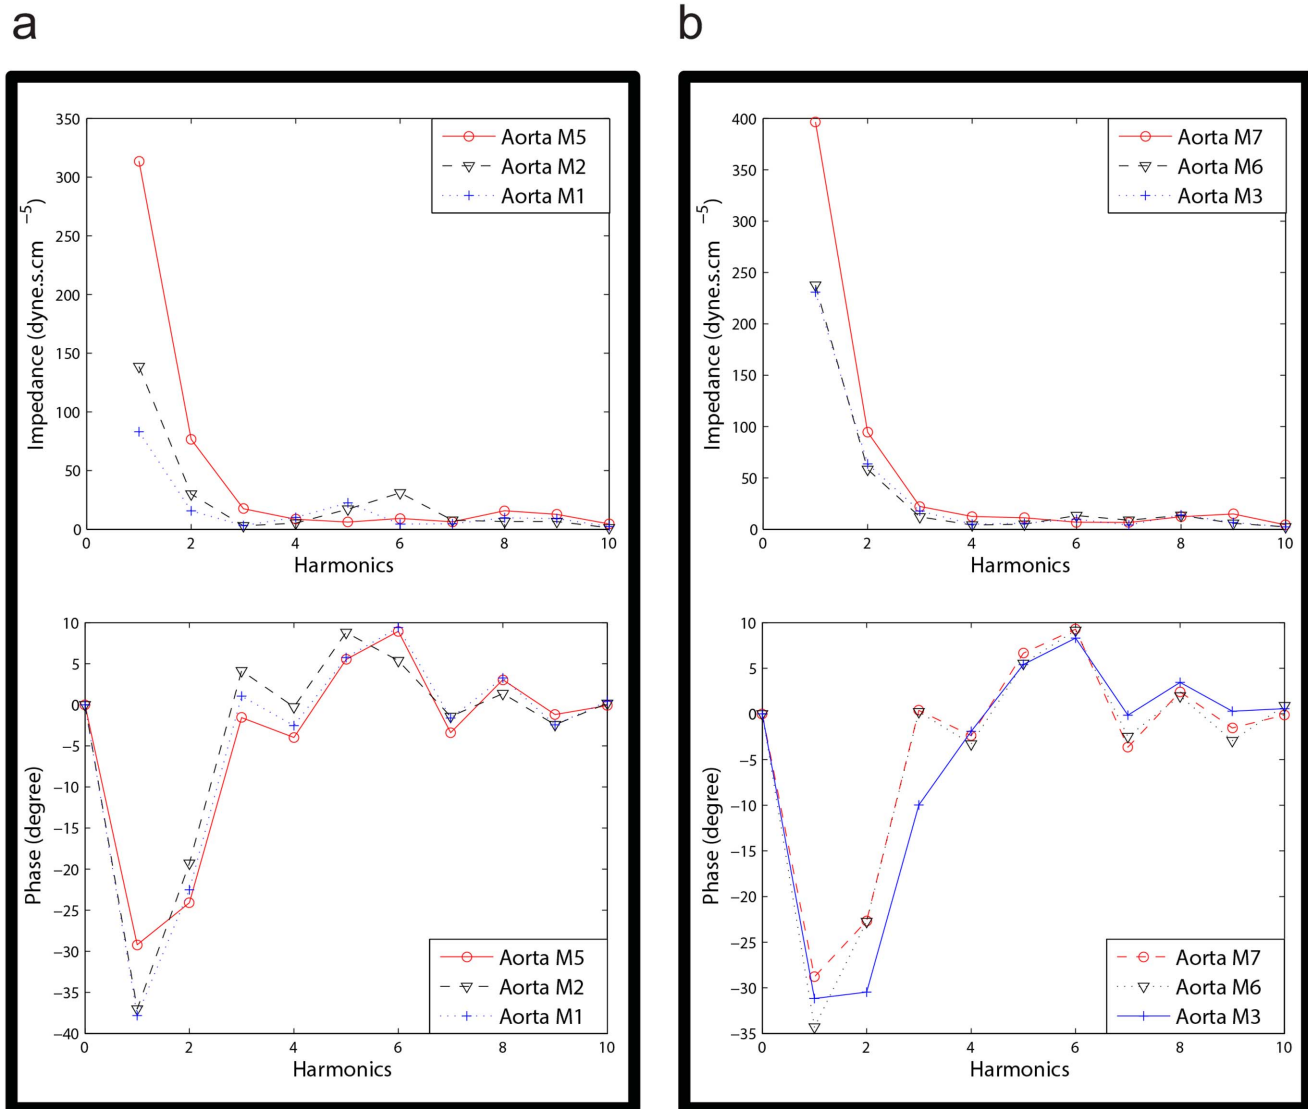 a
b
350
300
250
200
150
100
50
0
0 2 4 6 8 10
Impedance (dyne.s.cm −5)
Harmonics
Aorta M5
Aorta M2
Aorta M1
400
350
300
250
200
150
100
50
0
0 2 4 6 8 10
Impedance (dyne.s.cm −5)
Harmonics
Aorta M7
Aorta M6
Aorta M3
10
5
0
−5
−10
−15
−20
−25
−30
−35
−40
0 2 4 6 8 10
Phase (degree)
Harmonics
Aorta M5
Aorta M2
Aorta M1
10
5
0
−5
−10
−15
−20
−25
−30
−35
0 2 4 6 8 10
Phase (degree)
Harmonics
Aorta M7
Aorta M6
Aorta M3